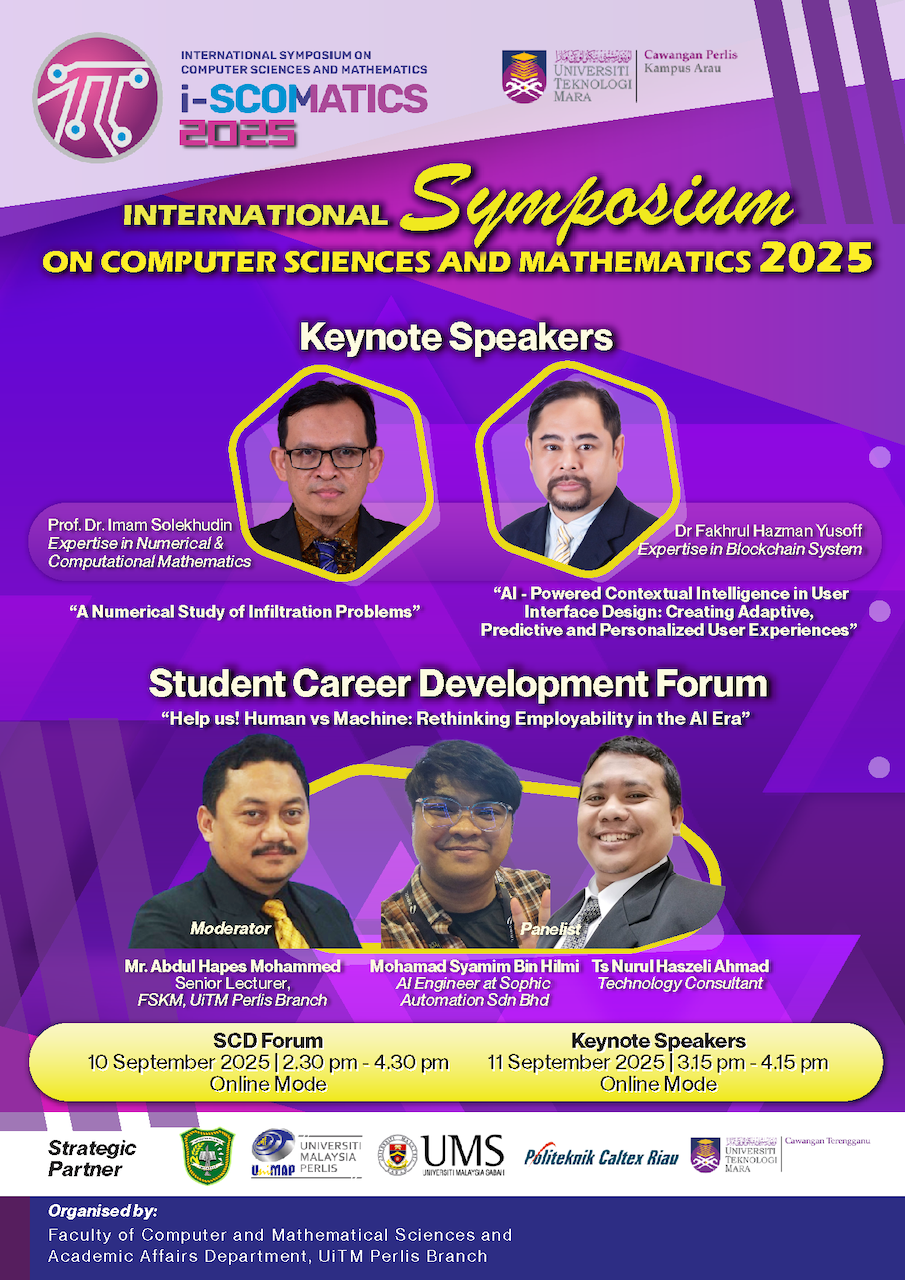 INTERNATIONAL SYMPOSIUM ON
COMPUTER SCIENCES AND MATHEMATICS
i-SCOMATICS
2025
UNIVERSITI
TEKNOLOGI
MARA
Cawangan Perlis
Kampus Arau
INTERNATIONAL Symposium
ON COMPUTER SCIENCES AND MATHEMATICS 2025
Keynote Speakers
Prof. Dr. Imam Solekhudin
Expertise in Numerical &
Computational Mathematics
"A Numerical Study of Infiltration Problems"
Dr Fakhrul Hazman Yusoff
Expertise in Blockchain System
"AI - Powered Contextual Intelligence in User
Interface Design: Creating Adaptive,
Predictive and Personalized User Experiences"
Student Career Development Forum
"Help us! Human vs Machine: Rethinking Employability in the AI Era"
Moderator
Panelist
Mr. Abdul Hapes Mohammed
Senior Lecturer,
FSKM, UiTM Perlis Branch
Mohamad Syamim Bin Hilmi
AI Engineer at Sophic
Automation Sdn Bhd
Ts Nurul Haszeli Ahmad
Technology Consultant
SCD Forum
10 September 2025 | 2.30 pm - 4.30 pm
Online Mode
Keynote Speakers
11 September 2025 | 3.15 pm - 4.15 pm
Online Mode
Strategic
Partner
UniMAP
UNIVERSITI
MALAYSIA
PERLIS
UMS
UNIVERSITI MALAYSIA SABAH
Politeknik Caltex Riau
UNIVERSITI
TEKNOLOGI
MARA
Cawangan Terengganu
Organised by:
Faculty of Computer and Mathematical Sciences and
Academic Affairs Department, UiTM Perlis Branch